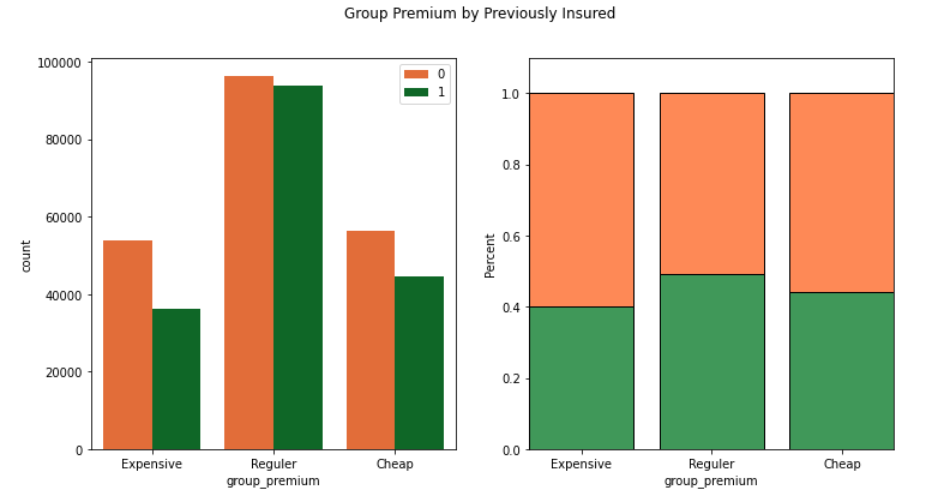 Group Premium by Previously Insured
count
100000
80000
60000
40000
20000
0
0
1
Expensive
Reguler
Cheap
group_premium
Percent
1.0
0.8
0.6
0.4
0.2
0.0
Expensive
Reguler
Cheap
group_premium